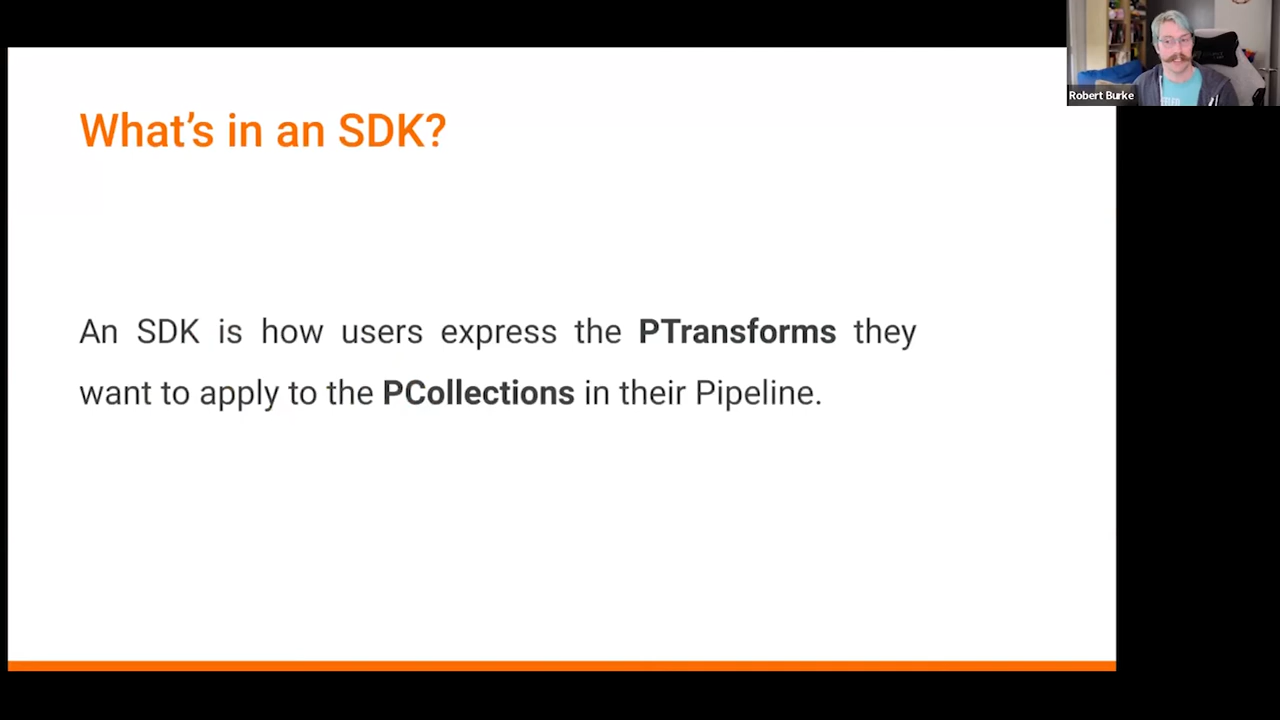 Robert Burke
What's in an SDK?
An SDK is how users express the PTransforms they
want to apply to the PCollections in their Pipeline.